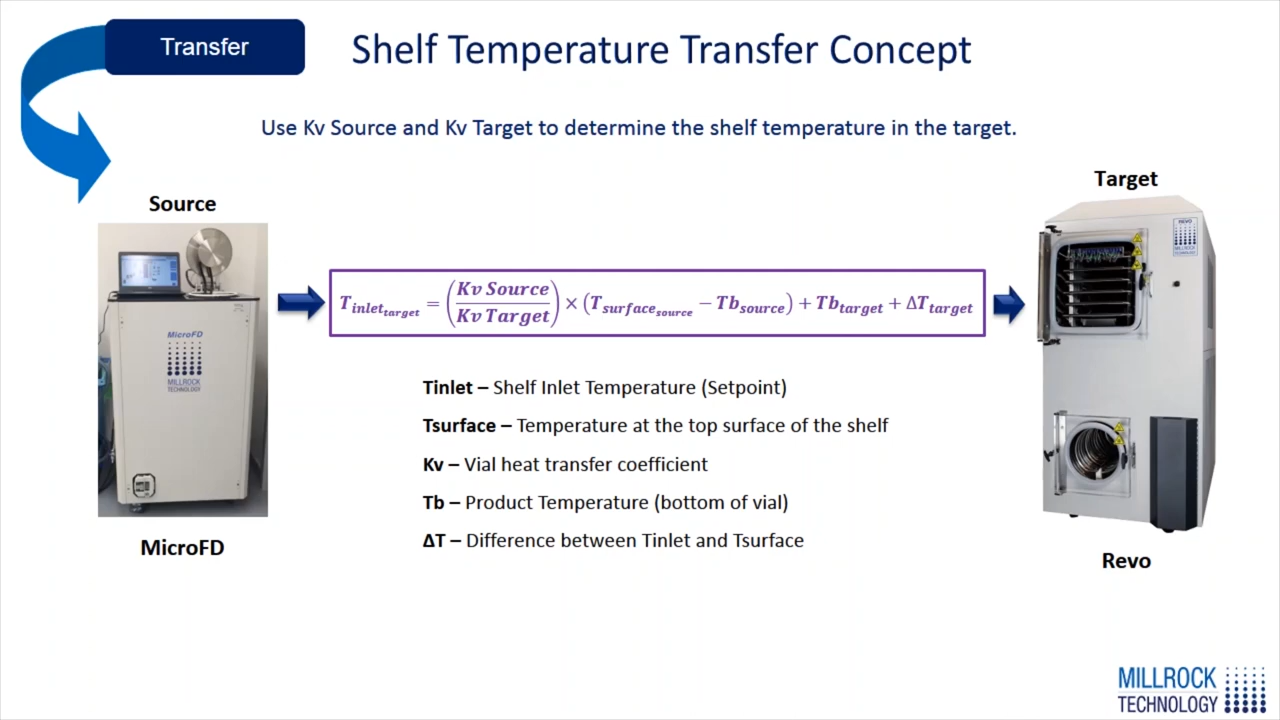 Transfer
Shelf Temperature Transfer Concept
Use Kv Source and Kv Target to determine the shelf temperature in the target.
Source
Target
MicroFD
MILLROCK
TECHNOLOGY
REVO
MILLROCK
TECHNOLOGY
T_inlet_target = (Kv Source / Kv Target) × (T_surface_source − Tb_source) + Tb_target + ΔT_target
Tinlet – Shelf Inlet Temperature (Setpoint)
Tsurface – Temperature at the top surface of the shelf
Kv – Vial heat transfer coefficient
Tb – Product Temperature (bottom of vial)
ΔT – Difference between Tinlet and Tsurface
MicroFD
Revo
MILLROCK
TECHNOLOGY